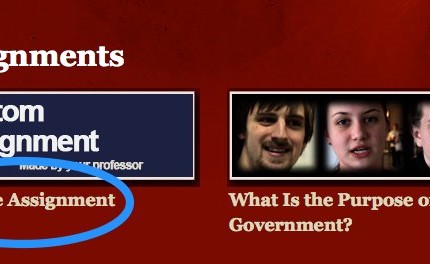 gnments
tom
gnment
Made by your professor
e Assignment
What Is the Purpose o
Government?